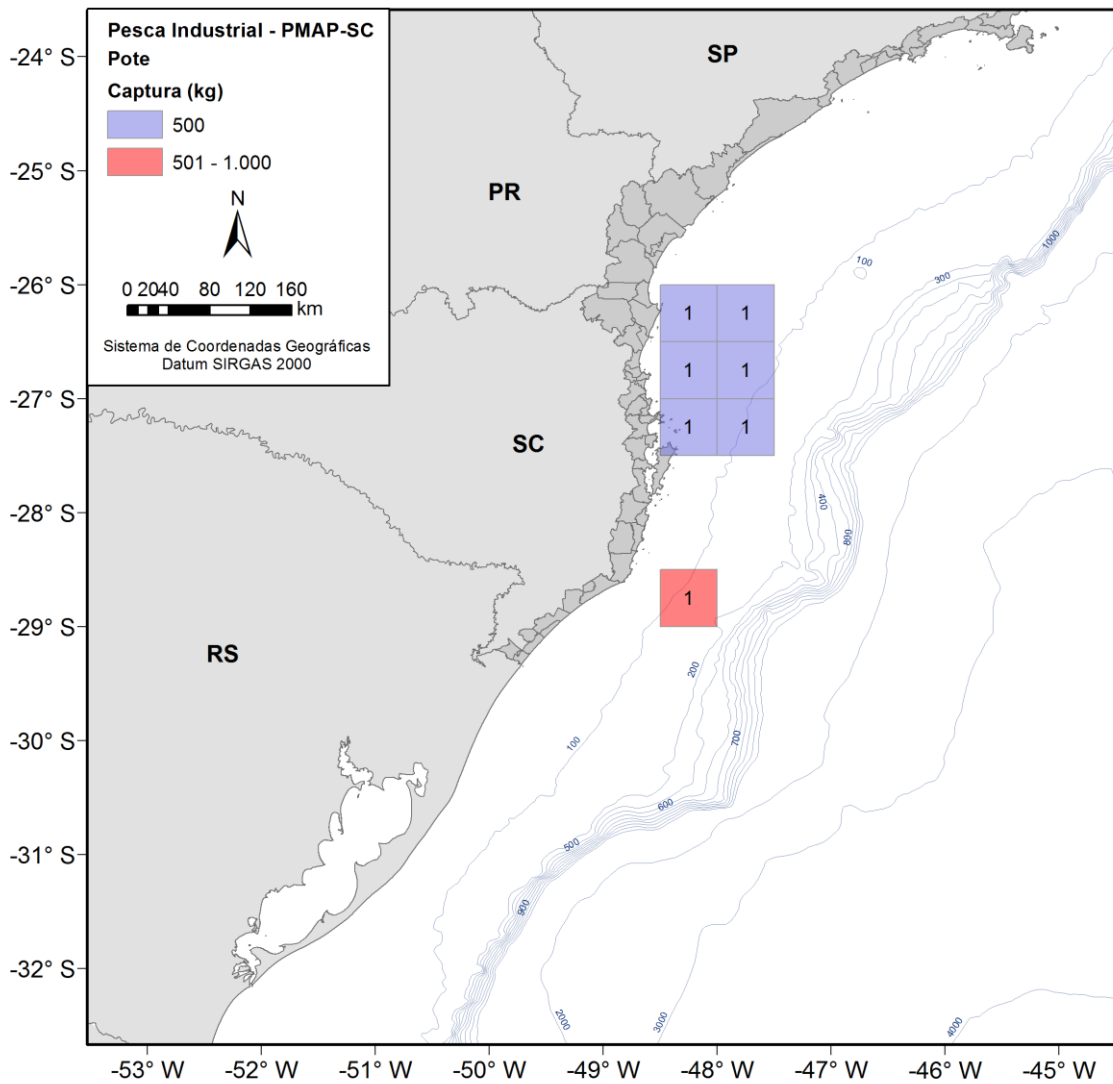 Pesca Industrial - PMAP-SC
Pote
Captura (kg)
500
501 - 1.000
N
0 20 40 80 120 160
km
Sistema de Coordenadas Geográficas
Datum SIRGAS 2000
SP
PR
SC
RS
-24° S
-25° S
-26° S
-27° S
-28° S
-29° S
-30° S
-31° S
-32° S
1000
100
300
1 1
1 1
1 1
400
800
1
200
100
700
600
500
900
2000
3000
4000
-53° W -52° W -51° W -50° W -49° W -48° W -47° W -46° W -45° W